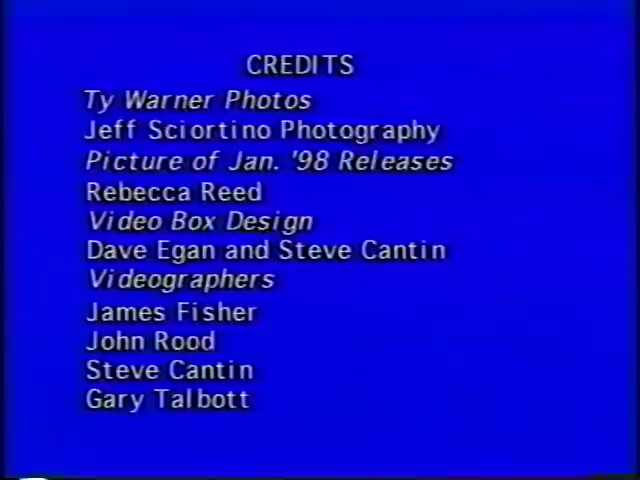 CREDITS
Ty Warner Photos
Jeff Sciortino Photography
Picture of Jan. '98 Releases
Rebecca Reed
Video Box Design
Dave Egan and Steve Cantin
Videographers
James Fisher
John Rood
Steve Cantin
Gary Talbott